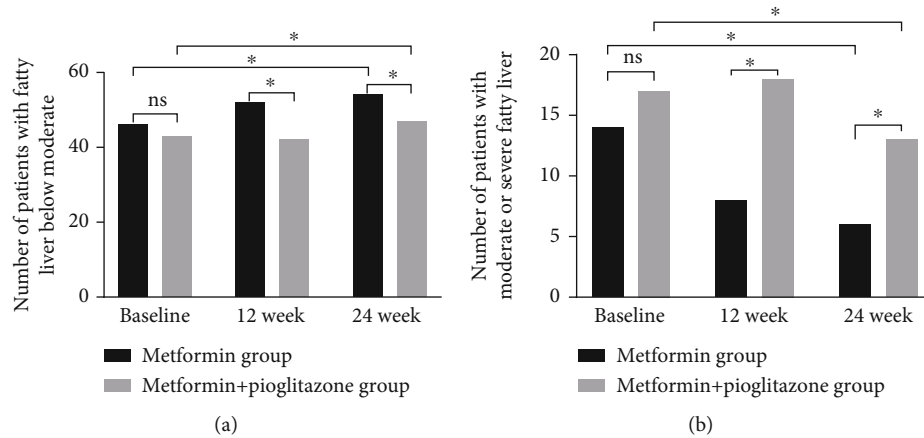 Number of patients with fatty
liver below moderate
60
40
20
0
ns
*
*
*
*
Baseline
12 week
24 week
Metformin group
Metformin+pioglitazone group
(a)
Number of patients with
moderate or severe fatty liver
20
15
10
5
0
ns
*
*
*
*
Baseline
12 week
24 week
Metformin group
Metformin+pioglitazone group
(b)